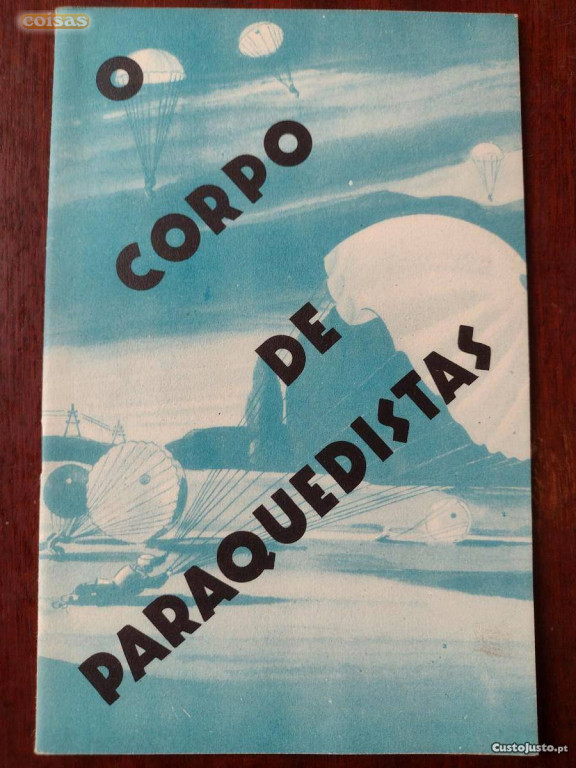 coisas
O
CORPO
DE
PARAQUEDISTAS
CustoJusto.pt